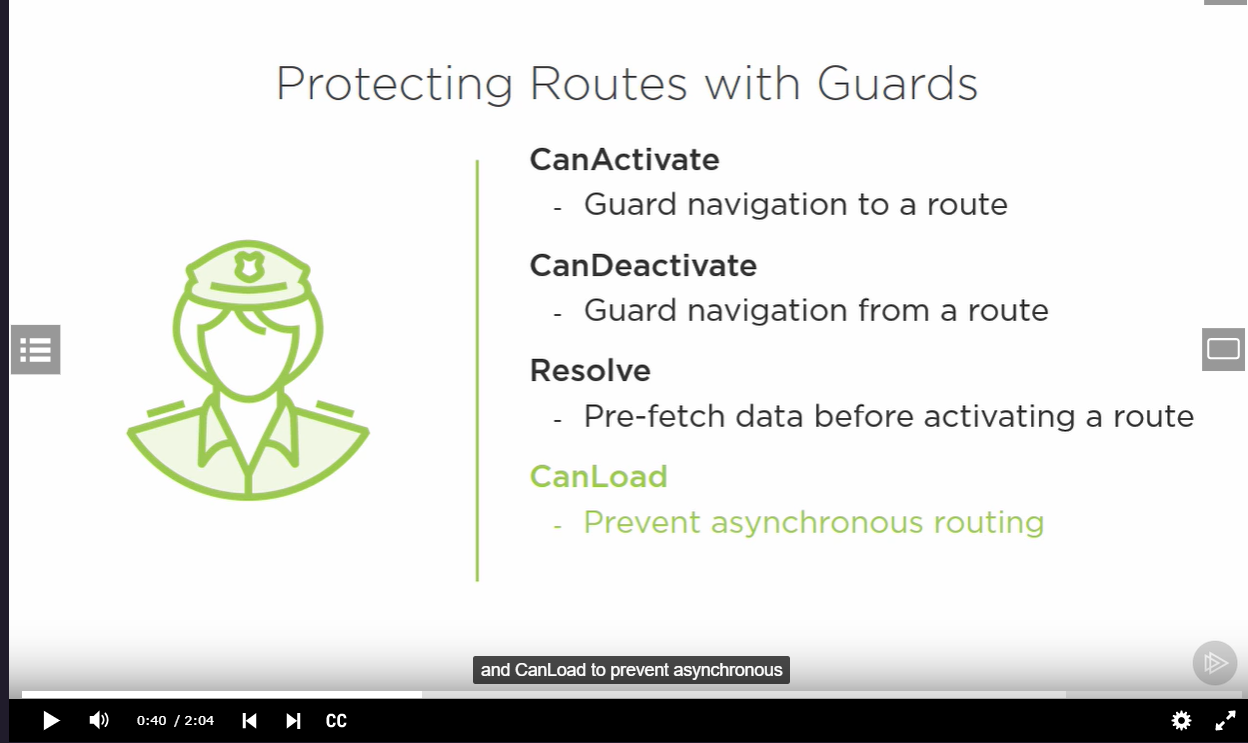 Protecting Routes with Guards
CanActivate
- Guard navigation to a route
CanDeactivate
- Guard navigation from a route
Resolve
- Pre-fetch data before activating a route
CanLoad
- Prevent asynchronous routing
and CanLoad to prevent asynchronous
0:40 / 2:04 CC